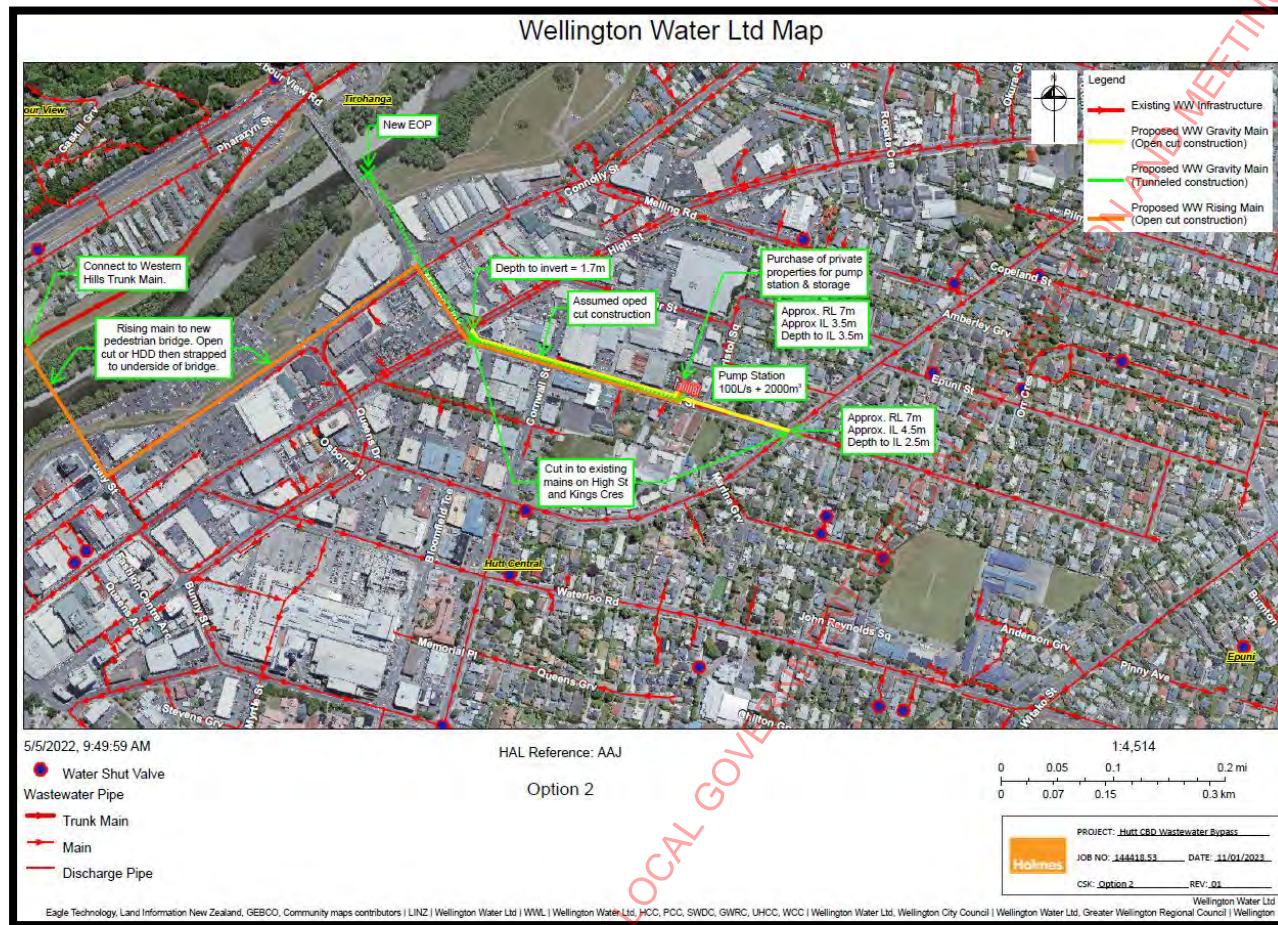 Wellington Water Ltd Map
Legend
Existing WW Infrastructure
Proposed WW Gravity Main
(Open cut construction)
Proposed WW Gravity Main
(Tunneled construction)
Proposed WW Rising Main
(Open cut construction)
N
Tirohanga
Pharazyn St
New EOP
Connolly St
Melling Rd
High St
Copeland St
Amberley Grv
Epuni St
Connect to Western
Hills Trunk Main.
Rising main to new
pedestrian bridge. Open
cut or HDD then strapped
to underside of bridge.
Depth to invert = 1.7m
Assumed oped
cut construction
Purchase of private
properties for pump
station & storage
Approx. RL 7m
Approx IL 3.5m
Depth to IL 3.5m
Pump Station
100L/s + 2000m³
Approx. RL 7m
Approx. IL 4.5m
Depth to IL 2.5m
Cut in to existing
mains on High St
and Kings Cres
Cornwall St
Queens Dr
Osborne Pl
Bloomfield Tce
Hutt Central
Waterloo Rd
Marina Grv
John Reynolds Sq
Anderson Grv
Pinny Ave
Epuni
Witako St
Bunny St
Memorial Pl
Queens Grv
Myrtle St
Stevens Grv
5/5/2022, 9:49:59 AM
Water Shut Valve
Wastewater Pipe
Trunk Main
Main
Discharge Pipe
HAL Reference: AAJ
Option 2
1:4,514
0 0.05 0.1 0.2 mi
0 0.07 0.15 0.3 km
Holmes
PROJECT: Hutt CBD Wastewater Bypass
JOB NO: 144418.53 DATE: 11/01/2023
CSK: Option 2 REV: 01
Wellington Water Ltd
Eagle Technology, Land Information New Zealand, GEBCO, Community maps contributors | LINZ | Wellington Water Ltd | WWL | Wellington Water Ltd, HCC, PCC, SWDC, GWRC, UHCC, WCC | Wellington Water Ltd, Wellington City Council | Wellington Water Ltd, Greater Wellington Regional Council | Wellington